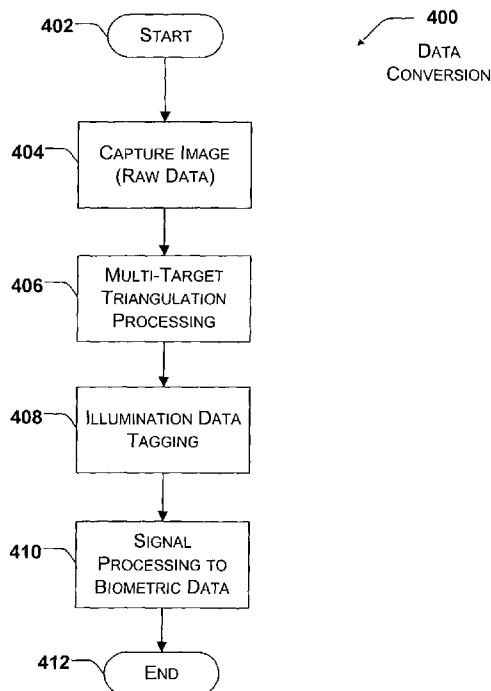 402
START
400
DATA
CONVERSION
404
CAPTURE IMAGE
(RAW DATA)
406
MULTI-TARGET
TRIANGULATION
PROCESSING
408
ILLUMINATION DATA
TAGGING
410
SIGNAL
PROCESSING TO
BIOMETRIC DATA
412
END